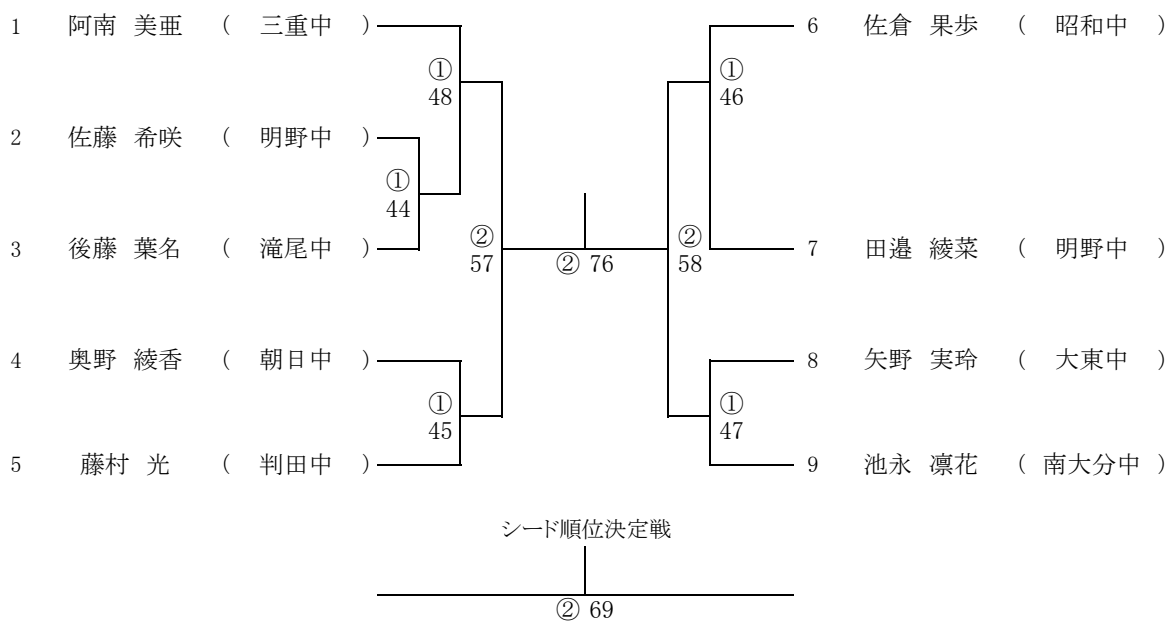 1 阿南 美亜 ( 三重中 )
6 佐倉 果歩 ( 昭和中 )
①
48
①
46
2 佐藤 希咲 ( 明野中 )
①
44
3 後藤 葉名 ( 滝尾中 )
②
57
② 76
②
58
7 田邉 綾菜 ( 明野中 )
4 奥野 綾香 ( 朝日中 )
8 矢野 実玲 ( 大東中 )
①
45
①
47
5 藤村 光 ( 判田中 )
9 池永 凛花 ( 南大分中 )
シード順位決定戦
② 69